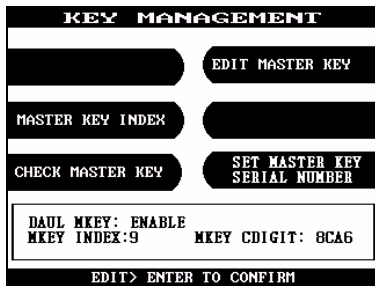 KEY MANAGEMENT
EDIT MASTER KEY
MASTER KEY INDEX
CHECK MASTER KEY
SET MASTER KEY
SERIAL NUMBER
DAUL MKEY: ENABLE
MKEY INDEX:9 MKEY CDIGIT: 8CA6
EDIT> ENTER TO CONFIRM